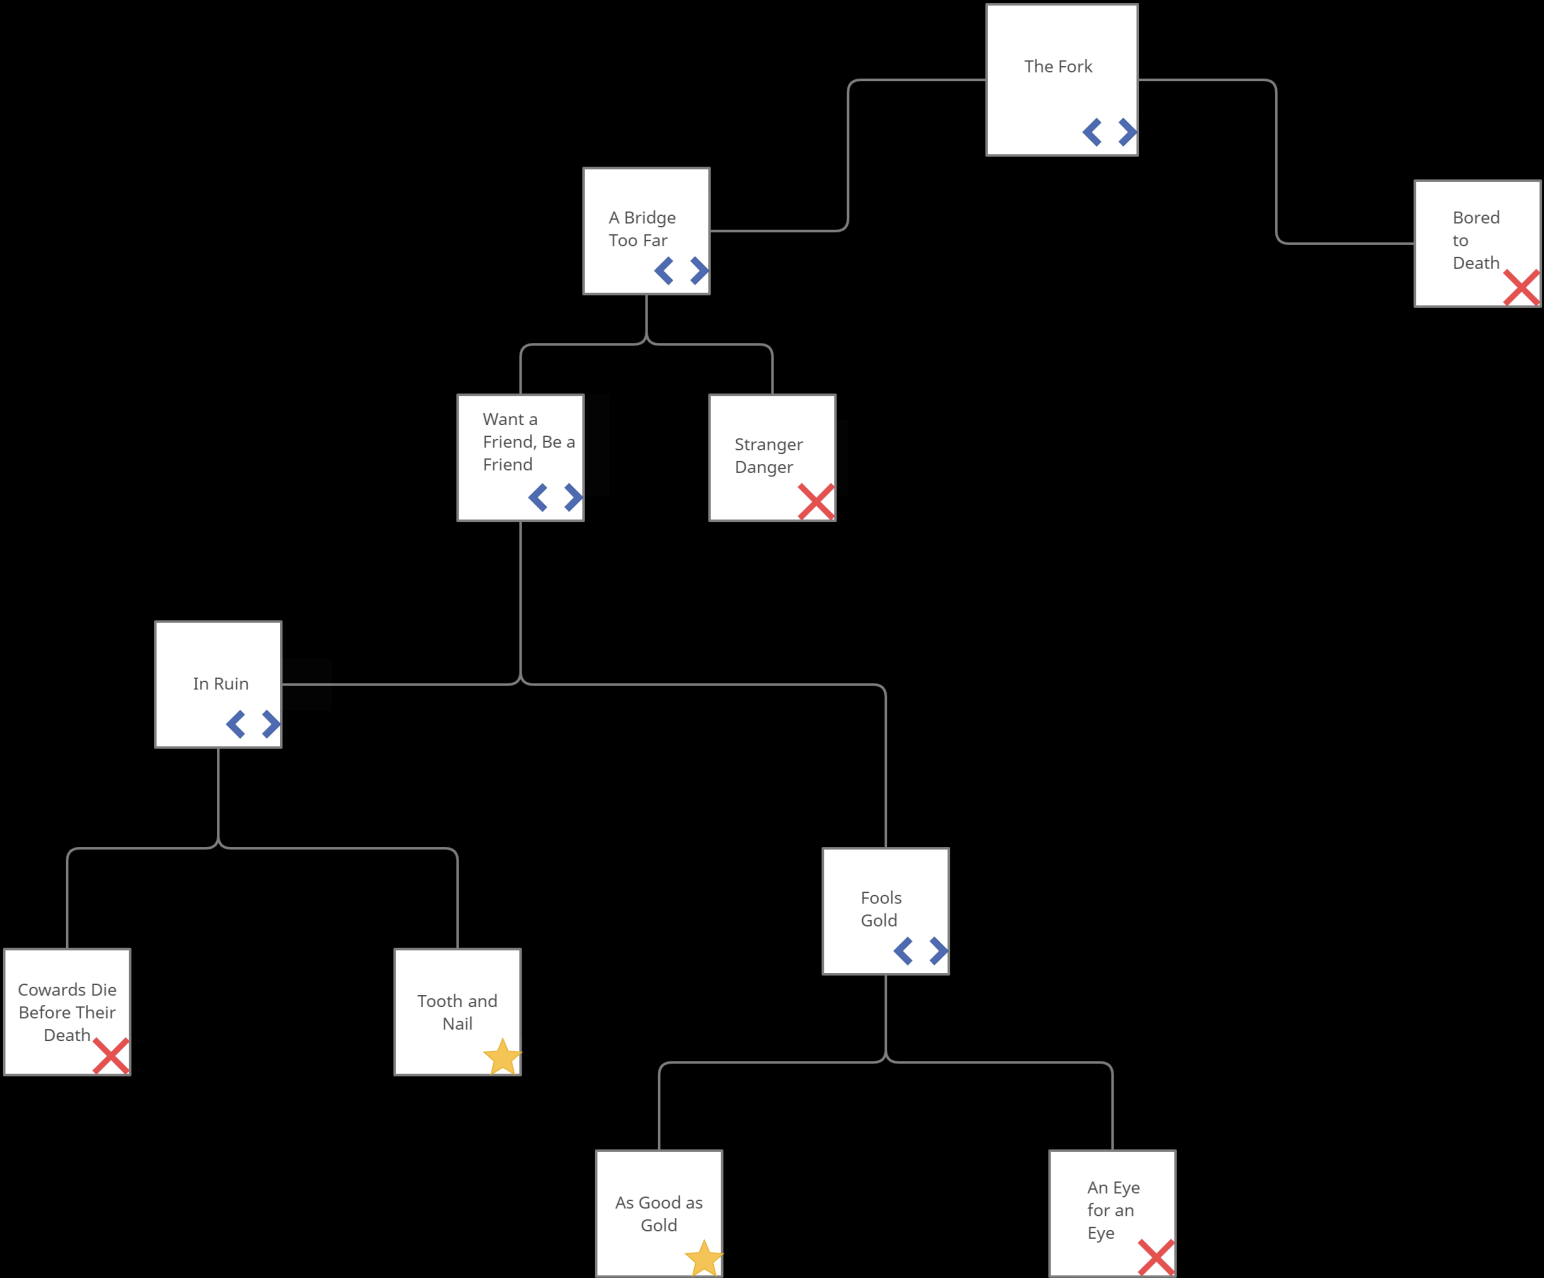 The Fork
A Bridge
Too Far
Bored
to
Death
Want a
Friend, Be a
Friend
Stranger
Danger
In Ruin
Fools
Gold
Cowards Die
Before Their
Death
Tooth and
Nail
As Good as
Gold
An Eye
for an
Eye